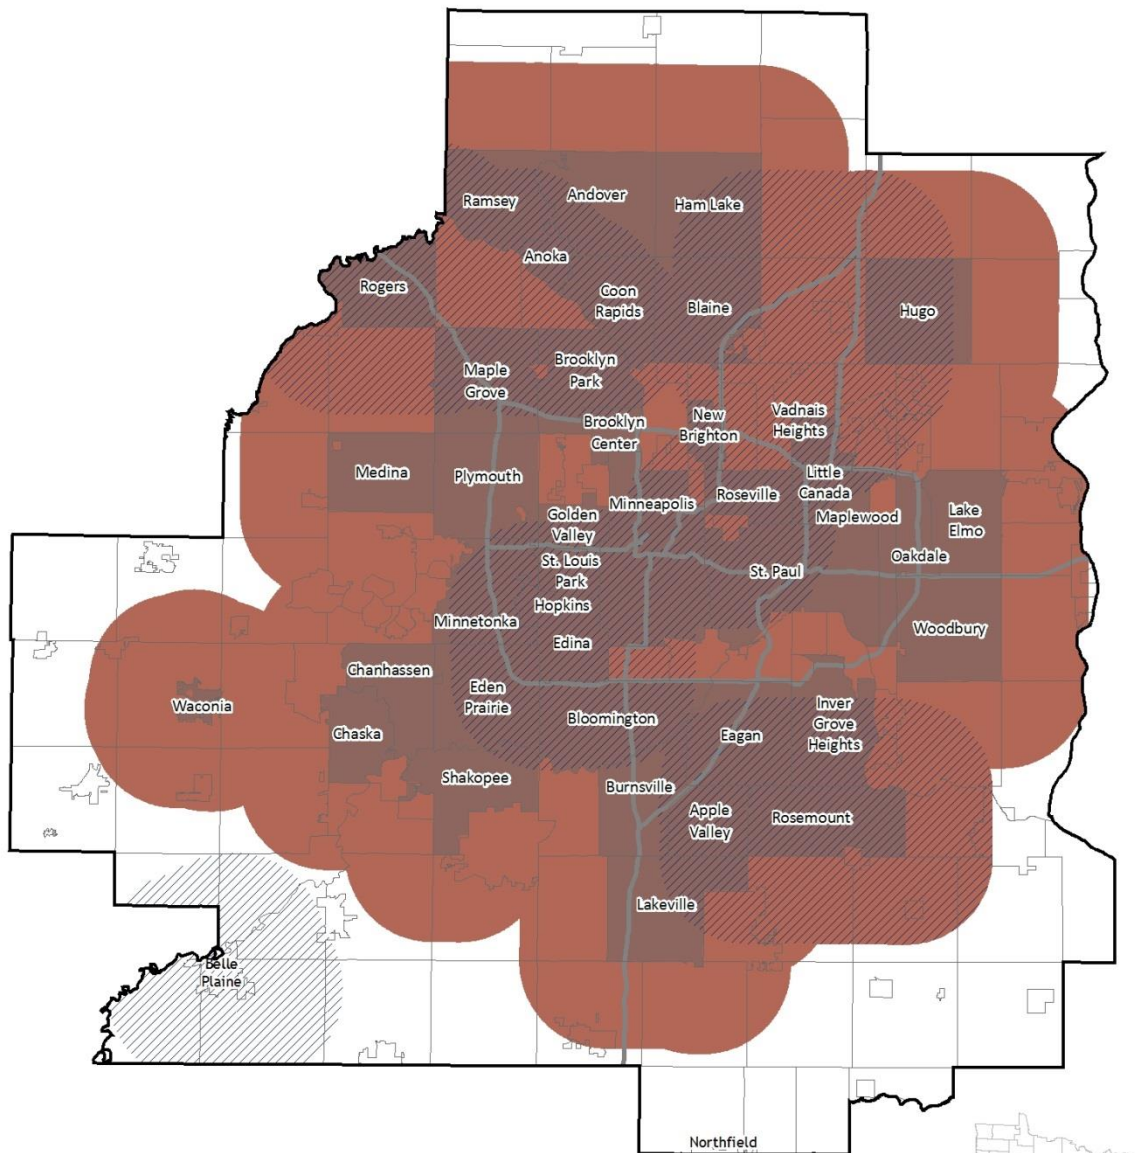 Ramsey
Andover
Ham Lake
Anoka
Rogers
Coon
Rapids
Blaine
Hugo
Maple
Grove
Brooklyn
Park
Brooklyn
Center
New
Brighton
Vadnais
Heights
Medina
Plymouth
Minneapolis
Roseville
Little
Canada
Maplewood
Lake
Elmo
Golden
Valley
Oakdale
St. Louis
Park
St. Paul
Hopkins
Minnetonka
Edina
Woodbury
Chanhassen
Eden
Prairie
Waconia
Bloomington
Inver
Grove
Heights
Chaska
Eagan
Shakopee
Burnsville
Apple
Valley
Rosemount
Lakeville
Belle
Plaine
Northfield